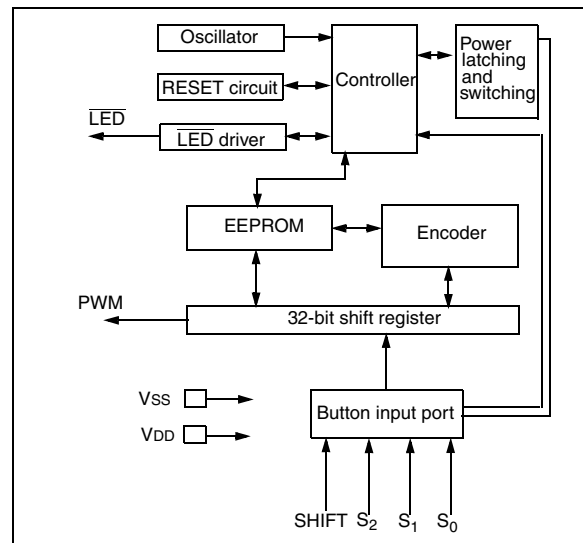 Oscillator
RESET circuit
LED
LED driver
Controller
Power
latching
and
switching
EEPROM
Encoder
PWM
32-bit shift register
VSS
VDD
Button input port
SHIFT S2 S1 S0